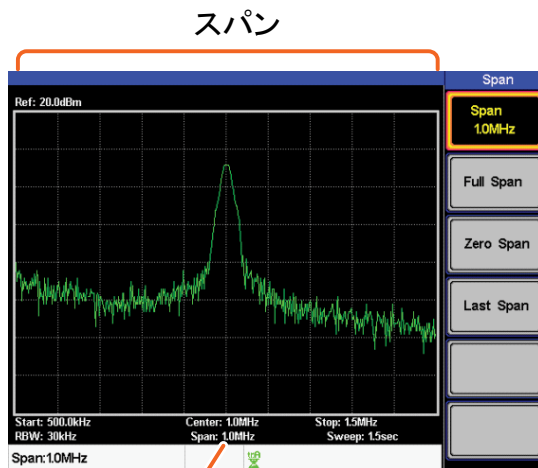 スパン
Span
Ref: 20.0dBm
Span
1.0MHz
Full Span
Zero Span
Last Span
Start: 500.0kHz Center: 1.0MHz Stop: 1.5MHz
RBW: 30kHz Span: 1.0MHz Sweep: 1.5sec
Span:1.0MHz